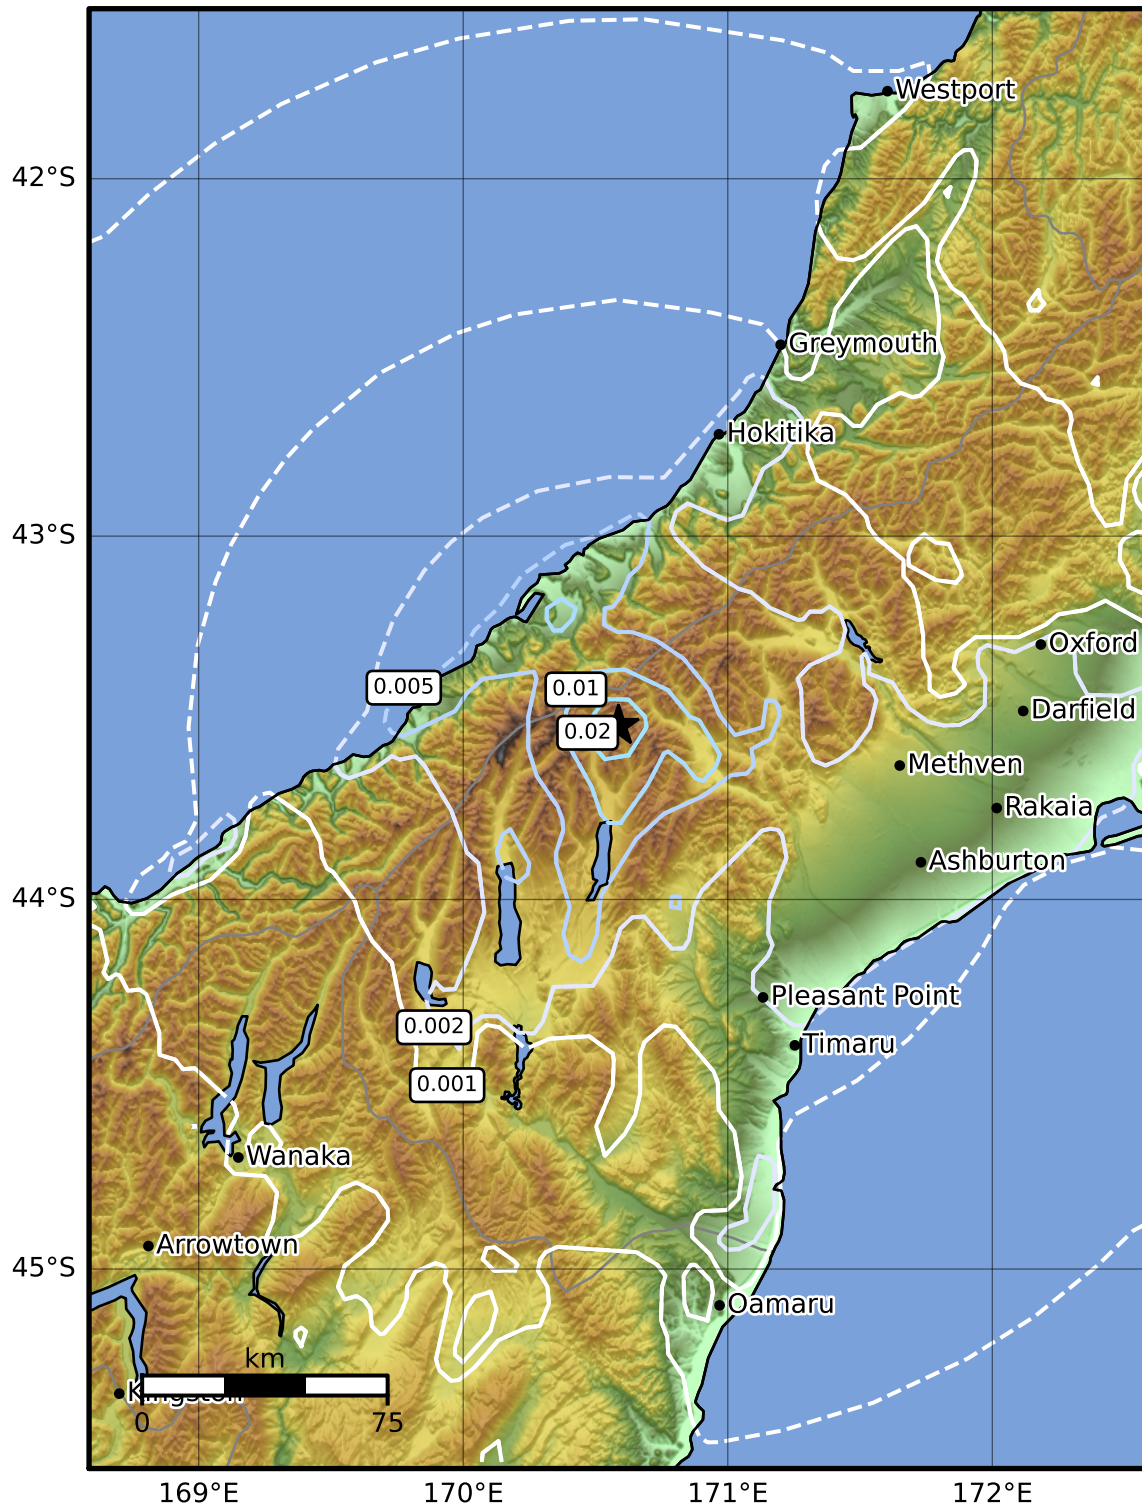 Westport
42°S
Greymouth
Hokitika
43°S
Oxford
0.005
0.01
Darfield
0.02
Methven
Rakaia
Ashburton
44°S
Pleasant Point
0.002
Timaru
0.001
Wanaka
Arrowtown
45°S
Oamaru
km
Kingston
0 75
169°E 170°E 171°E 172°E